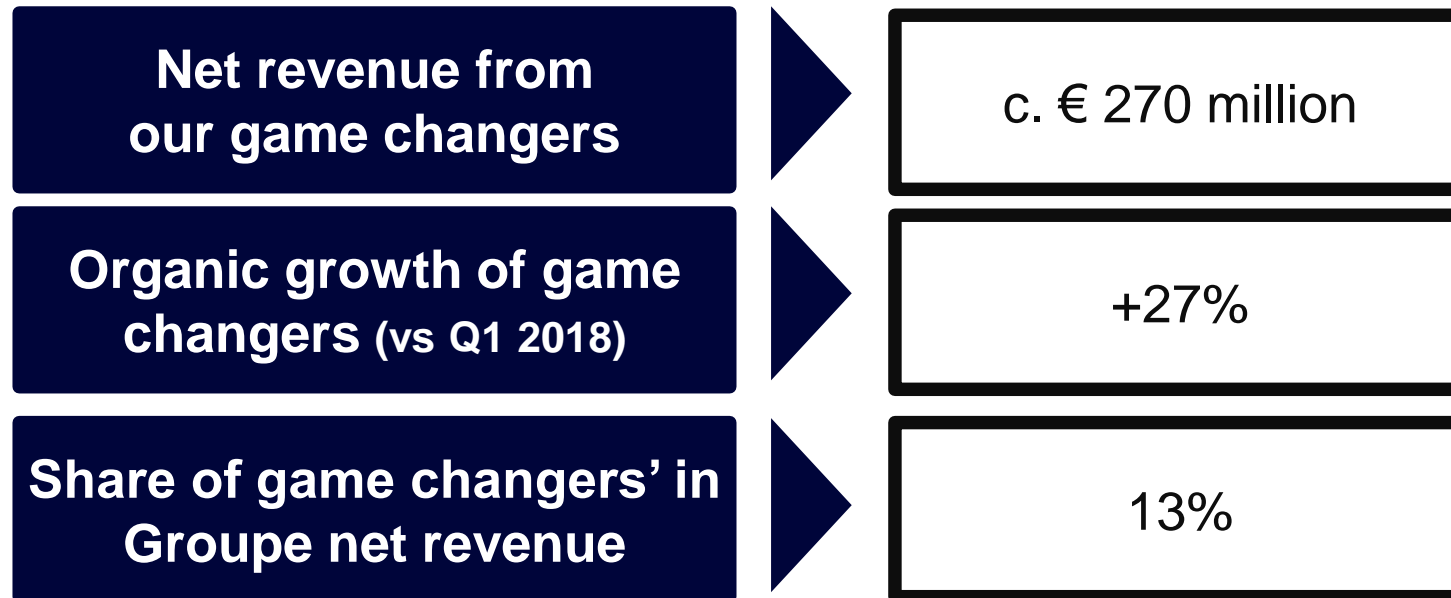 Net revenue from
our game changers
c. € 270 million
Organic growth of game
changers (vs Q1 2018)
+27%
Share of game changers’ in
Groupe net revenue
13%